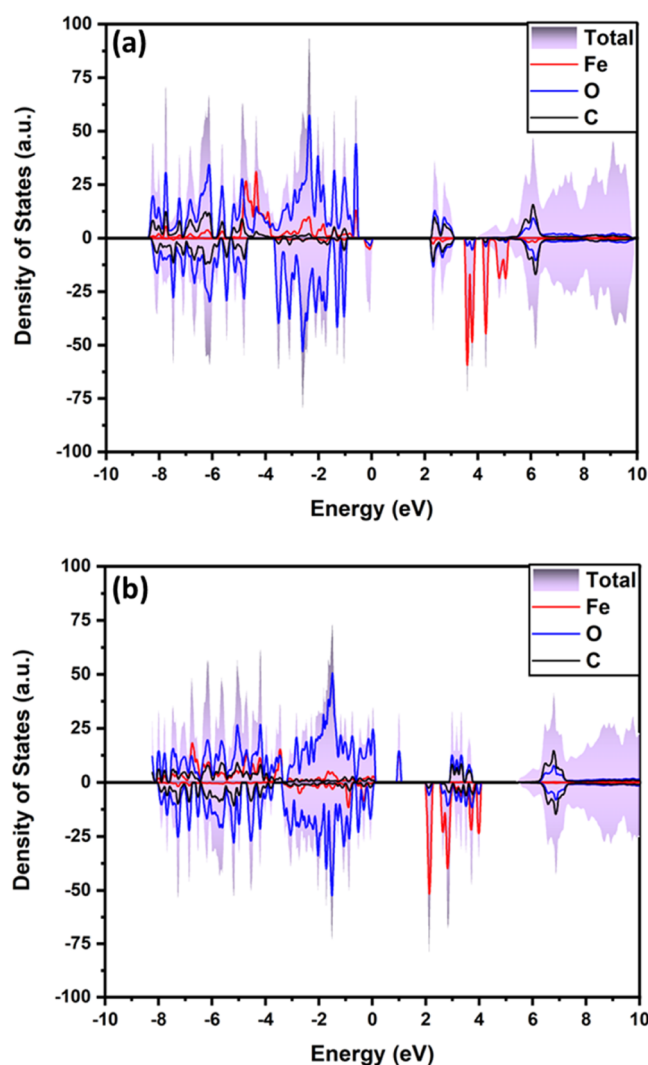 (a)
Total
Fe
O
C
Density of States (a.u.)
100
75
50
25
0
-25
-50
-75
-100
-10 -8 -6 -4 -2 0 2 4 6 8 10
Energy (eV)
(b)
Total
Fe
O
C
Density of States (a.u.)
100
75
50
25
0
-25
-50
-75
-100
-10 -8 -6 -4 -2 0 2 4 6 8 10
Energy (eV)